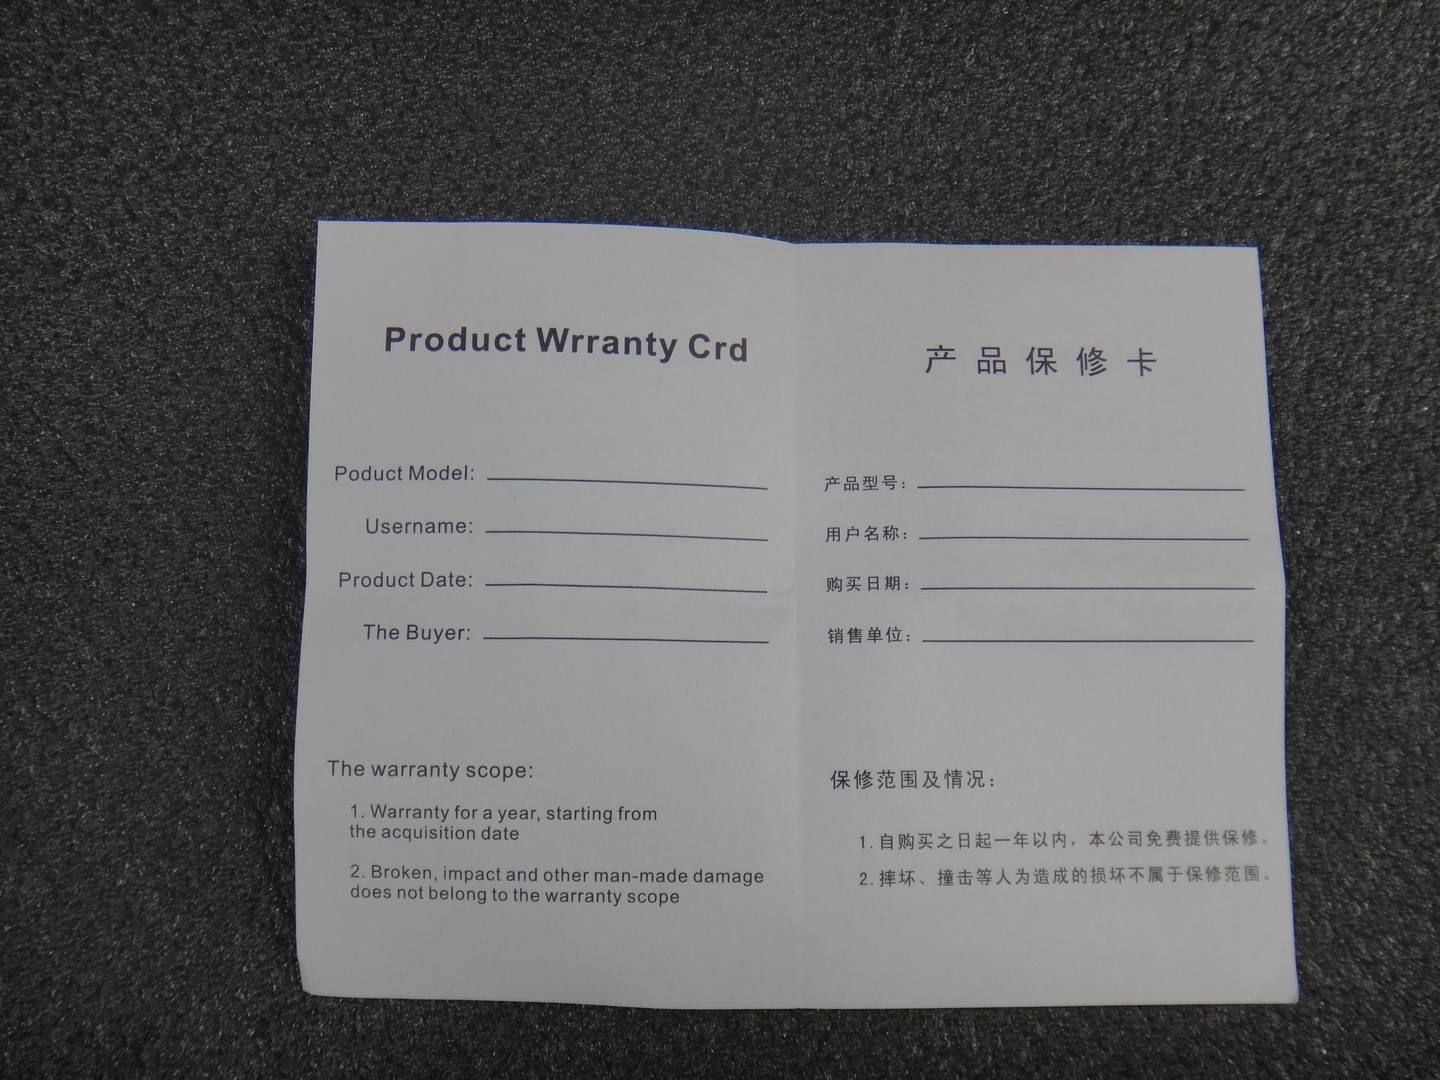 Product Wrranty Crd
Poduct Model:
Username:
Product Date:
The Buyer:
The warranty scope:
1. Warranty for a year, starting from
the acquisition date
2. Broken, impact and other man-made damage
does not belong to the warranty scope
产品保修卡
产品型号：
用户名称：
购买日期：
销售单位：
保修范围及情况：
1. 自购买之日起一年以内，本公司免费提供保修。
2. 摔坏、撞击等人为造成的损坏不属于保修范围。